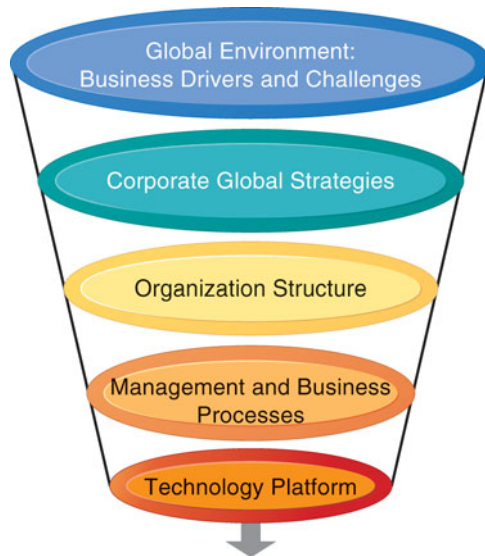 Global Environment:
Business Drivers and Challenges
Corporate Global Strategies
Organization Structure
Management and Business
Processes
Technology Platform